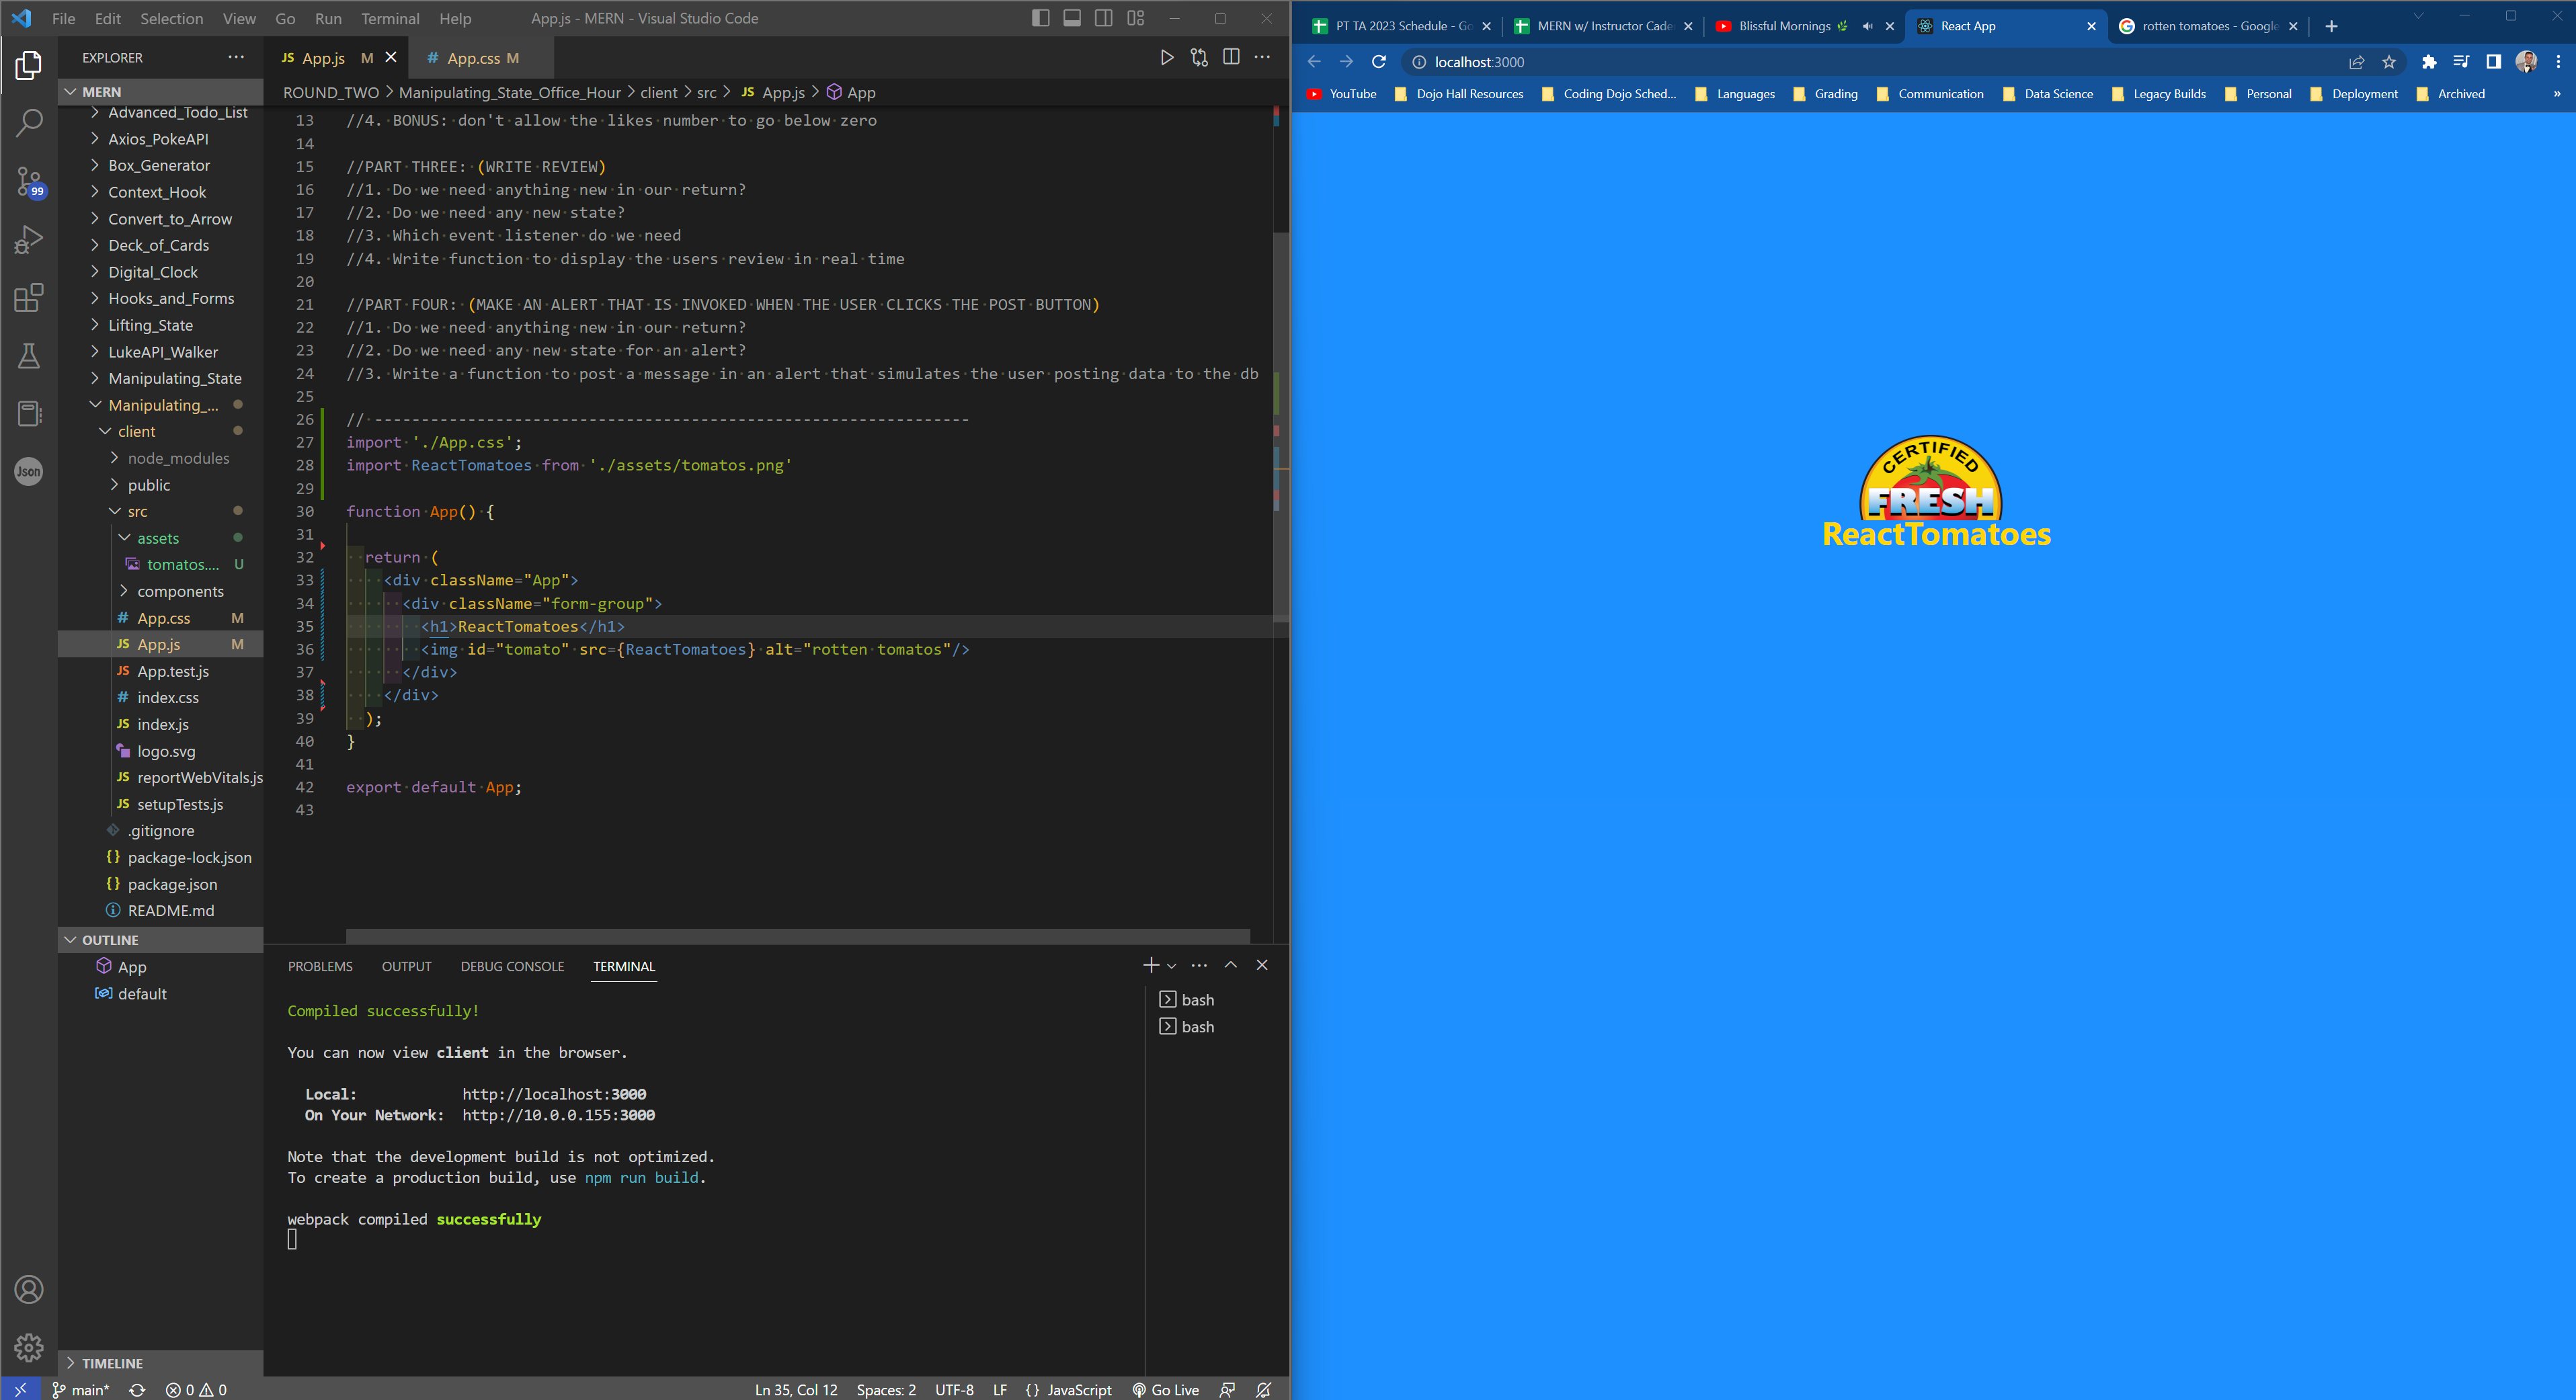 File Edit Selection View Go Run Terminal Help
App.js - MERN - Visual Studio Code
EXPLORER
MERN
Advanced_Todo_List
Axios_PokeAPI
Box_Generator
Context_Hook
Convert_to_Arrow
Deck_of_Cards
Digital_Clock
Hooks_and_Forms
Lifting_State
LukeAPI_Walker
Manipulating_State
Manipulating_...
client
node_modules
public
src
assets
tomatos.... U
components
# App.css M
JS App.js M
JS App.test.js
# index.css
JS index.js
logo.svg
JS reportWebVitals.js
JS setupTests.js
.gitignore
{} package-lock.json
{} package.json
README.md
OUTLINE
App
default
TIMELINE
99
Json
JS App.js M
# App.css M
ROUND_TWO > Manipulating_State_Office_Hour > client > src > JS App.js > App
13 //4. BONUS: don't allow the likes number to go below zero
14
15 //PART THREE: (WRITE REVIEW)
16 //1. Do we need anything new in our return?
17 //2. Do we need any new state?
18 //3. Which event listener do we need
19 //4. Write function to display the users review in real time
20
21 //PART FOUR: (MAKE AN ALERT THAT IS INVOKED WHEN THE USER CLICKS THE POST BUTTON)
22 //1. Do we need anything new in our return?
23 //2. Do we need any new state for an alert?
24 //3. Write a function to post a message in an alert that simulates the user posting data to the db
25
26 // ----------------------------------------------------------------
27 import './App.css';
28 import ReactTomatoes from './assets/tomatos.png'
29
30 function App() {
31
32 return (
33 <div className="App">
34 <div className="form-group">
35 <h1>ReactTomatoes</h1>
36 <img id="tomato" src={ReactTomatoes} alt="rotten tomatos"/>
37 </div>
38 </div>
39 );
40 }
41
42 export default App;
43
PROBLEMS OUTPUT DEBUG CONSOLE TERMINAL
Compiled successfully!
You can now view client in the browser.
Local: http://localhost:3000
On Your Network: http://10.0.0.155:3000
Note that the development build is not optimized.
To create a production build, use npm run build.
webpack compiled successfully
bash
bash
main* 0 0
Ln 35, Col 12 Spaces: 2 UTF-8 LF {} JavaScript Go Live
PT TA 2023 Schedule - Go
MERN w/ Instructor Cade
Blissful Mornings
React App
rotten tomatoes - Google
localhost:3000
YouTube Dojo Hall Resources Coding Dojo Sched... Languages Grading Communication Data Science Legacy Builds Personal Deployment Archived »
CERTIFIED
FRESH
ReactTomatoes